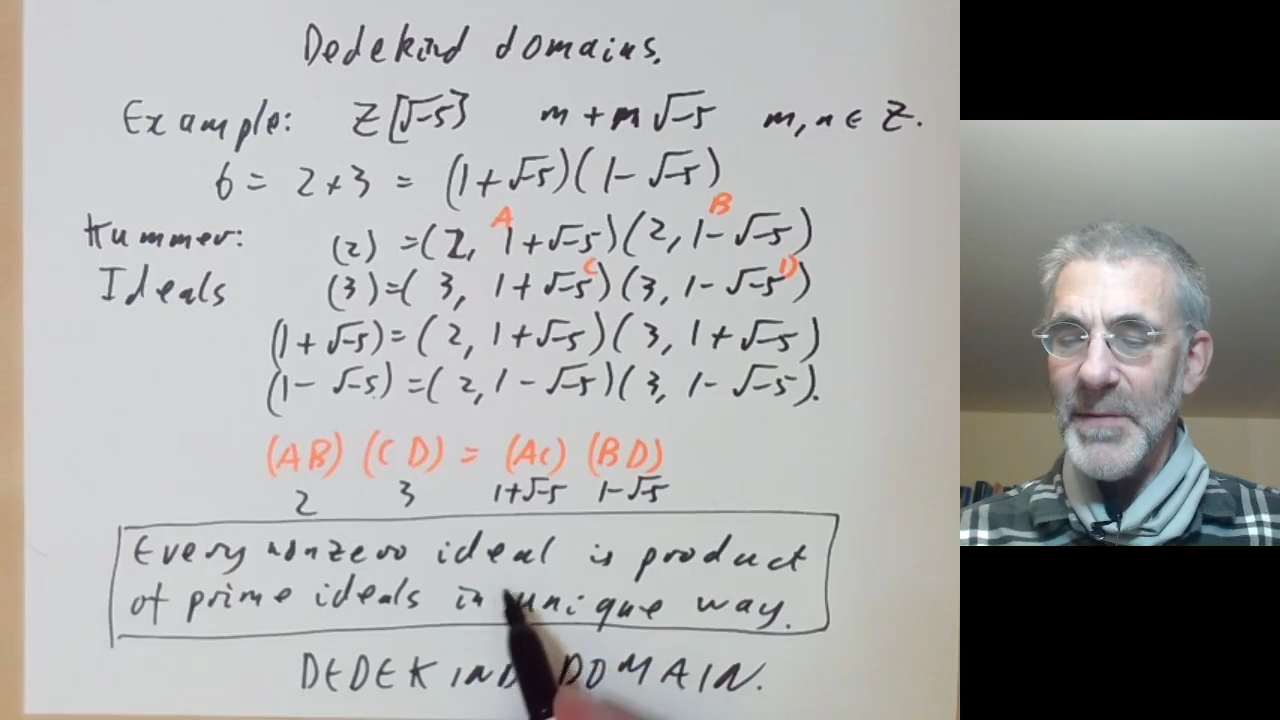 Dedekind domains.
Example: Z[√-5] m + m√-5 m, n ∈ Z.
6 = 2 × 3 = (1+√-5)(1-√-5)
A B
Kummer: (2) = (2, 1+√-5)(2, 1-√-5)
C D
Ideals (3) = (3, 1+√-5)(3, 1-√-5)
(1+√-5) = (2, 1+√-5)(3, 1+√-5)
(1-√-5) = (2, 1-√-5)(3, 1-√-5).
(AB)(CD) = (AC)(BD)
2 3 1+√-5 1-√-5
Every nonzero ideal is product
of prime ideals in unique way.
DEDEKIND DOMAIN.